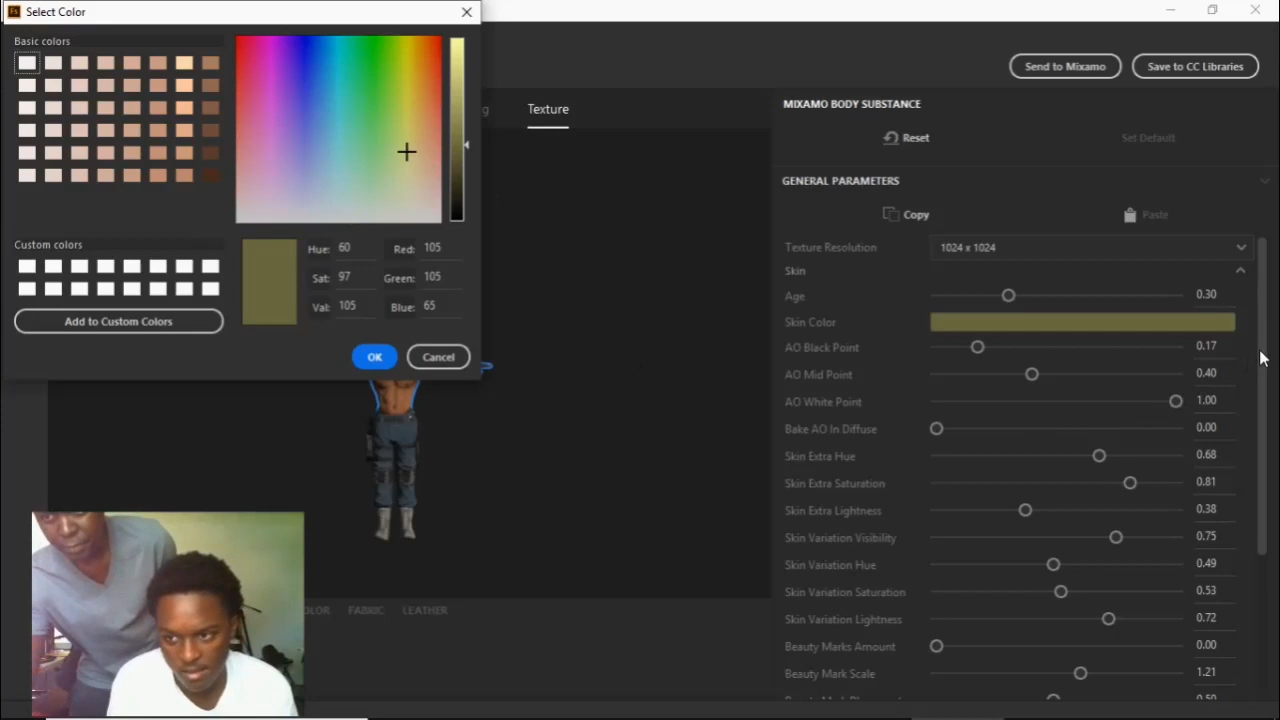 Fs Select Color
Basic colors
Custom colors
Add to Custom Colors
Hue: 60 Red: 105
Sat: 97 Green: 105
Val: 105 Blue: 65
OK Cancel
Send to Mixamo Save to CC Libraries
g Texture
MIXAMO BODY SUBSTANCE
Reset Set Default
GENERAL PARAMETERS
Copy Paste
Texture Resolution 1024 x 1024
Skin
Age 0.30
Skin Color
AO Black Point 0.17
AO Mid Point 0.40
AO White Point 1.00
Bake AO In Diffuse 0.00
Skin Extra Hue 0.68
Skin Extra Saturation 0.81
Skin Extra Lightness 0.38
Skin Variation Visibility 0.75
Skin Variation Hue 0.49
Skin Variation Saturation 0.53
Skin Variation Lightness 0.72
Beauty Marks Amount 0.00
Beauty Mark Scale 1.21
0.50
OLOR FABRIC LEATHER